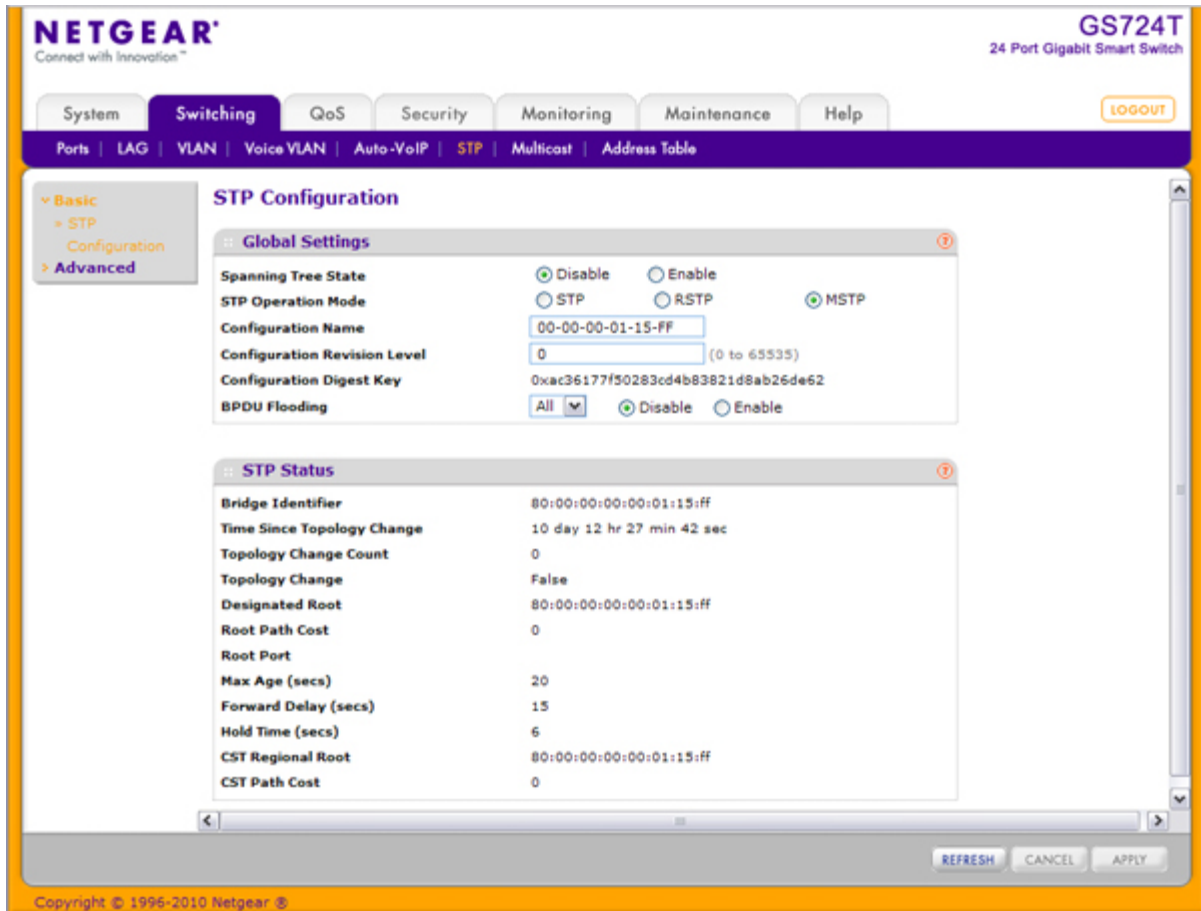 NETGEAR®
Connect with Innovation™
GS724T
24 Port Gigabit Smart Switch
System Switching QoS Security Monitoring Maintenance Help LOGOUT
Ports | LAG | VLAN | Voice VLAN | Auto-VoIP | STP | Multicast | Address Table
Basic
» STP
Configuration
Advanced
STP Configuration
:: Global Settings ?
Spanning Tree State Disable Enable
STP Operation Mode STP RSTP MSTP
Configuration Name 00-00-00-01-15-FF
Configuration Revision Level 0 (0 to 65535)
Configuration Digest Key 0xac36177f50283cd4b83821d8ab26de62
BPDU Flooding All Disable Enable
:: STP Status ?
Bridge Identifier 80:00:00:00:00:01:15:ff
Time Since Topology Change 10 day 12 hr 27 min 42 sec
Topology Change Count 0
Topology Change False
Designated Root 80:00:00:00:00:01:15:ff
Root Path Cost 0
Root Port
Max Age (secs) 20
Forward Delay (secs) 15
Hold Time (secs) 6
CST Regional Root 80:00:00:00:00:01:15:ff
CST Path Cost 0
REFRESH CANCEL APPLY
Copyright © 1996-2010 Netgear ®